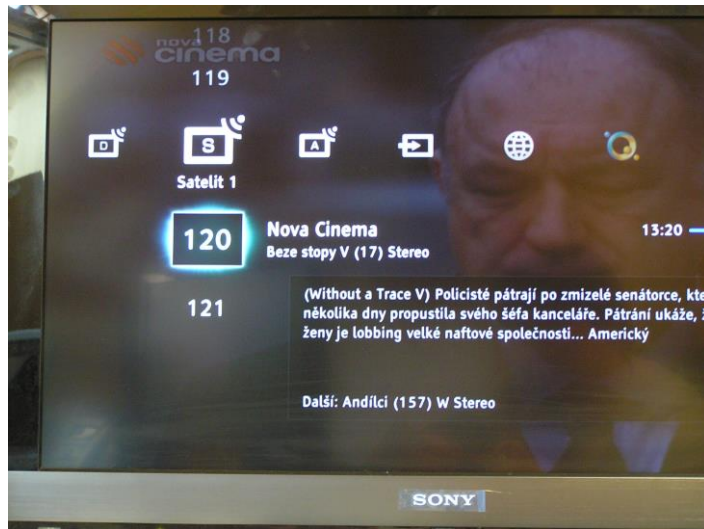 nova
cinema
118
119
D
S
A
Satelit 1
120
Nova Cinema
13:20
Beze stopy V (17) Stereo
121
(Without a Trace V) Policisté pátrají po zmizelé senátorce, kte
několika dny propustila svého šéfa kanceláře. Pátrání ukáže, ž
ženy je lobbing velké naftové společnosti... Americký
Další: Andílci (157) W Stereo
SONY